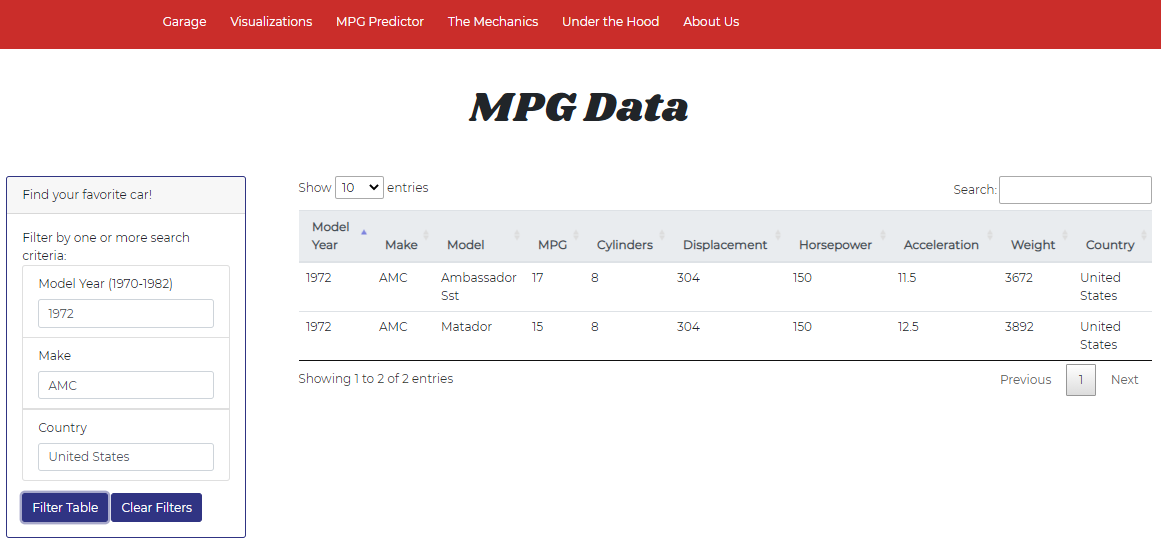 Garage Visualizations MPG Predictor The Mechanics Under the Hood About Us
MPG Data
Find your favorite car!
Filter by one or more search
criteria:
Model Year (1970-1982)
1972
Make
AMC
Country
United States
Filter Table Clear Filters
Show 10 entries
Search:
Model
Year Make Model MPG Cylinders Displacement Horsepower Acceleration Weight Country
1972 AMC Ambassador 17 8 304 150 11.5 3672 United
Sst States
1972 AMC Matador 15 8 304 150 12.5 3892 United
States
Showing 1 to 2 of 2 entries
Previous 1 Next